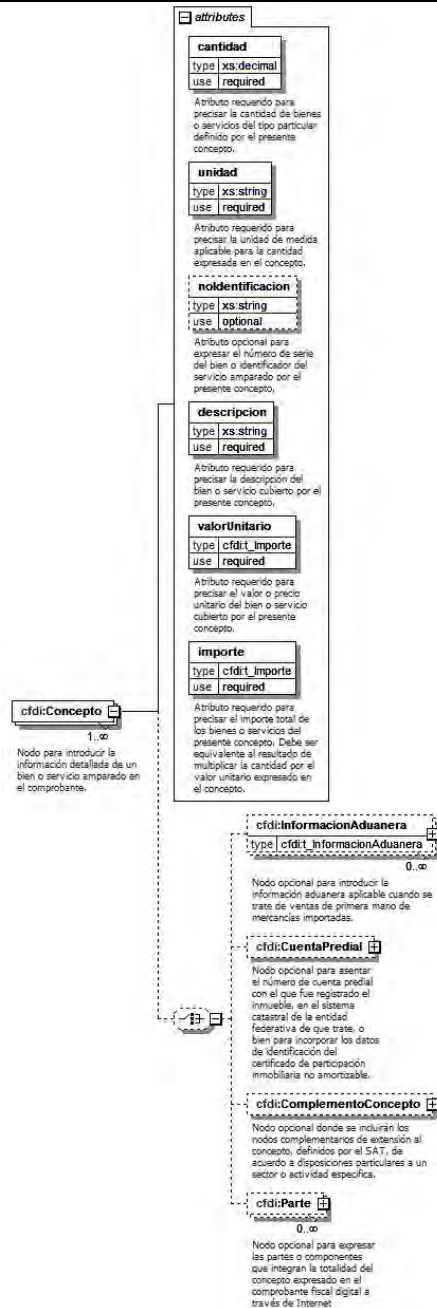 attributes
cantidad
type xs:decimal
use required
Atributo requerido para
precisar la cantidad de bienes
o servicios del tipo particular
definido por el presente
concepto.
unidad
type xs:string
use required
Atributo requerido para
precisar la unidad de medida
aplicable para la cantidad
expresada en el concepto.
noIdentificacion
type xs:string
use optional
Atributo opcional para
expresar el número de serie
del bien o identificador del
servicio amparado por el
presente concepto.
descripcion
type xs:string
use required
Atributo requerido para
precisar la descripción del
bien o servicio cubierto por el
presente concepto.
valorUnitario
type cfdi:t_Importe
use required
Atributo requerido para
precisar el valor o precio
unitario del bien o servicio
cubierto por el presente
concepto.
importe
type cfdi:t_Importe
use required
Atributo requerido para
precisar el importe total de
los bienes o servicios del
presente concepto. Debe ser
equivalente al resultado de
multiplicar la cantidad por el
valor unitario expresado en
el concepto.
cfdi:Concepto
1..∞
Nodo para introducir la
información detallada de un
bien o servicio amparado en
el comprobante.
cfdi:InformacionAduanera
type cfdi:t_InformacionAduanera
0..∞
Nodo opcional para introducir la
información aduanera aplicable cuando se
trate de ventas de primera mano de
mercancías importadas.
cfdi:CuentaPredial
Nodo opcional para asentar
el número de cuenta predial
con el que fue registrado el
inmueble, en el sistema
catastral de la entidad
federativa de que trate, o
bien para incorporar los datos
de identificación del
certificado de participación
inmobiliaria no amortizable.
cfdi:ComplementoConcepto
Nodo opcional donde se incluirán los
nodos complementarios de extensión al
concepto, definidos por el SAT, de
acuerdo a disposiciones particulares a un
sector o actividad especifica.
cfdi:Parte
0..∞
Nodo opcional para expresar
las partes o componentes
que integran la totalidad del
concepto expresado en el
comprobante fiscal digital a
través de Internet